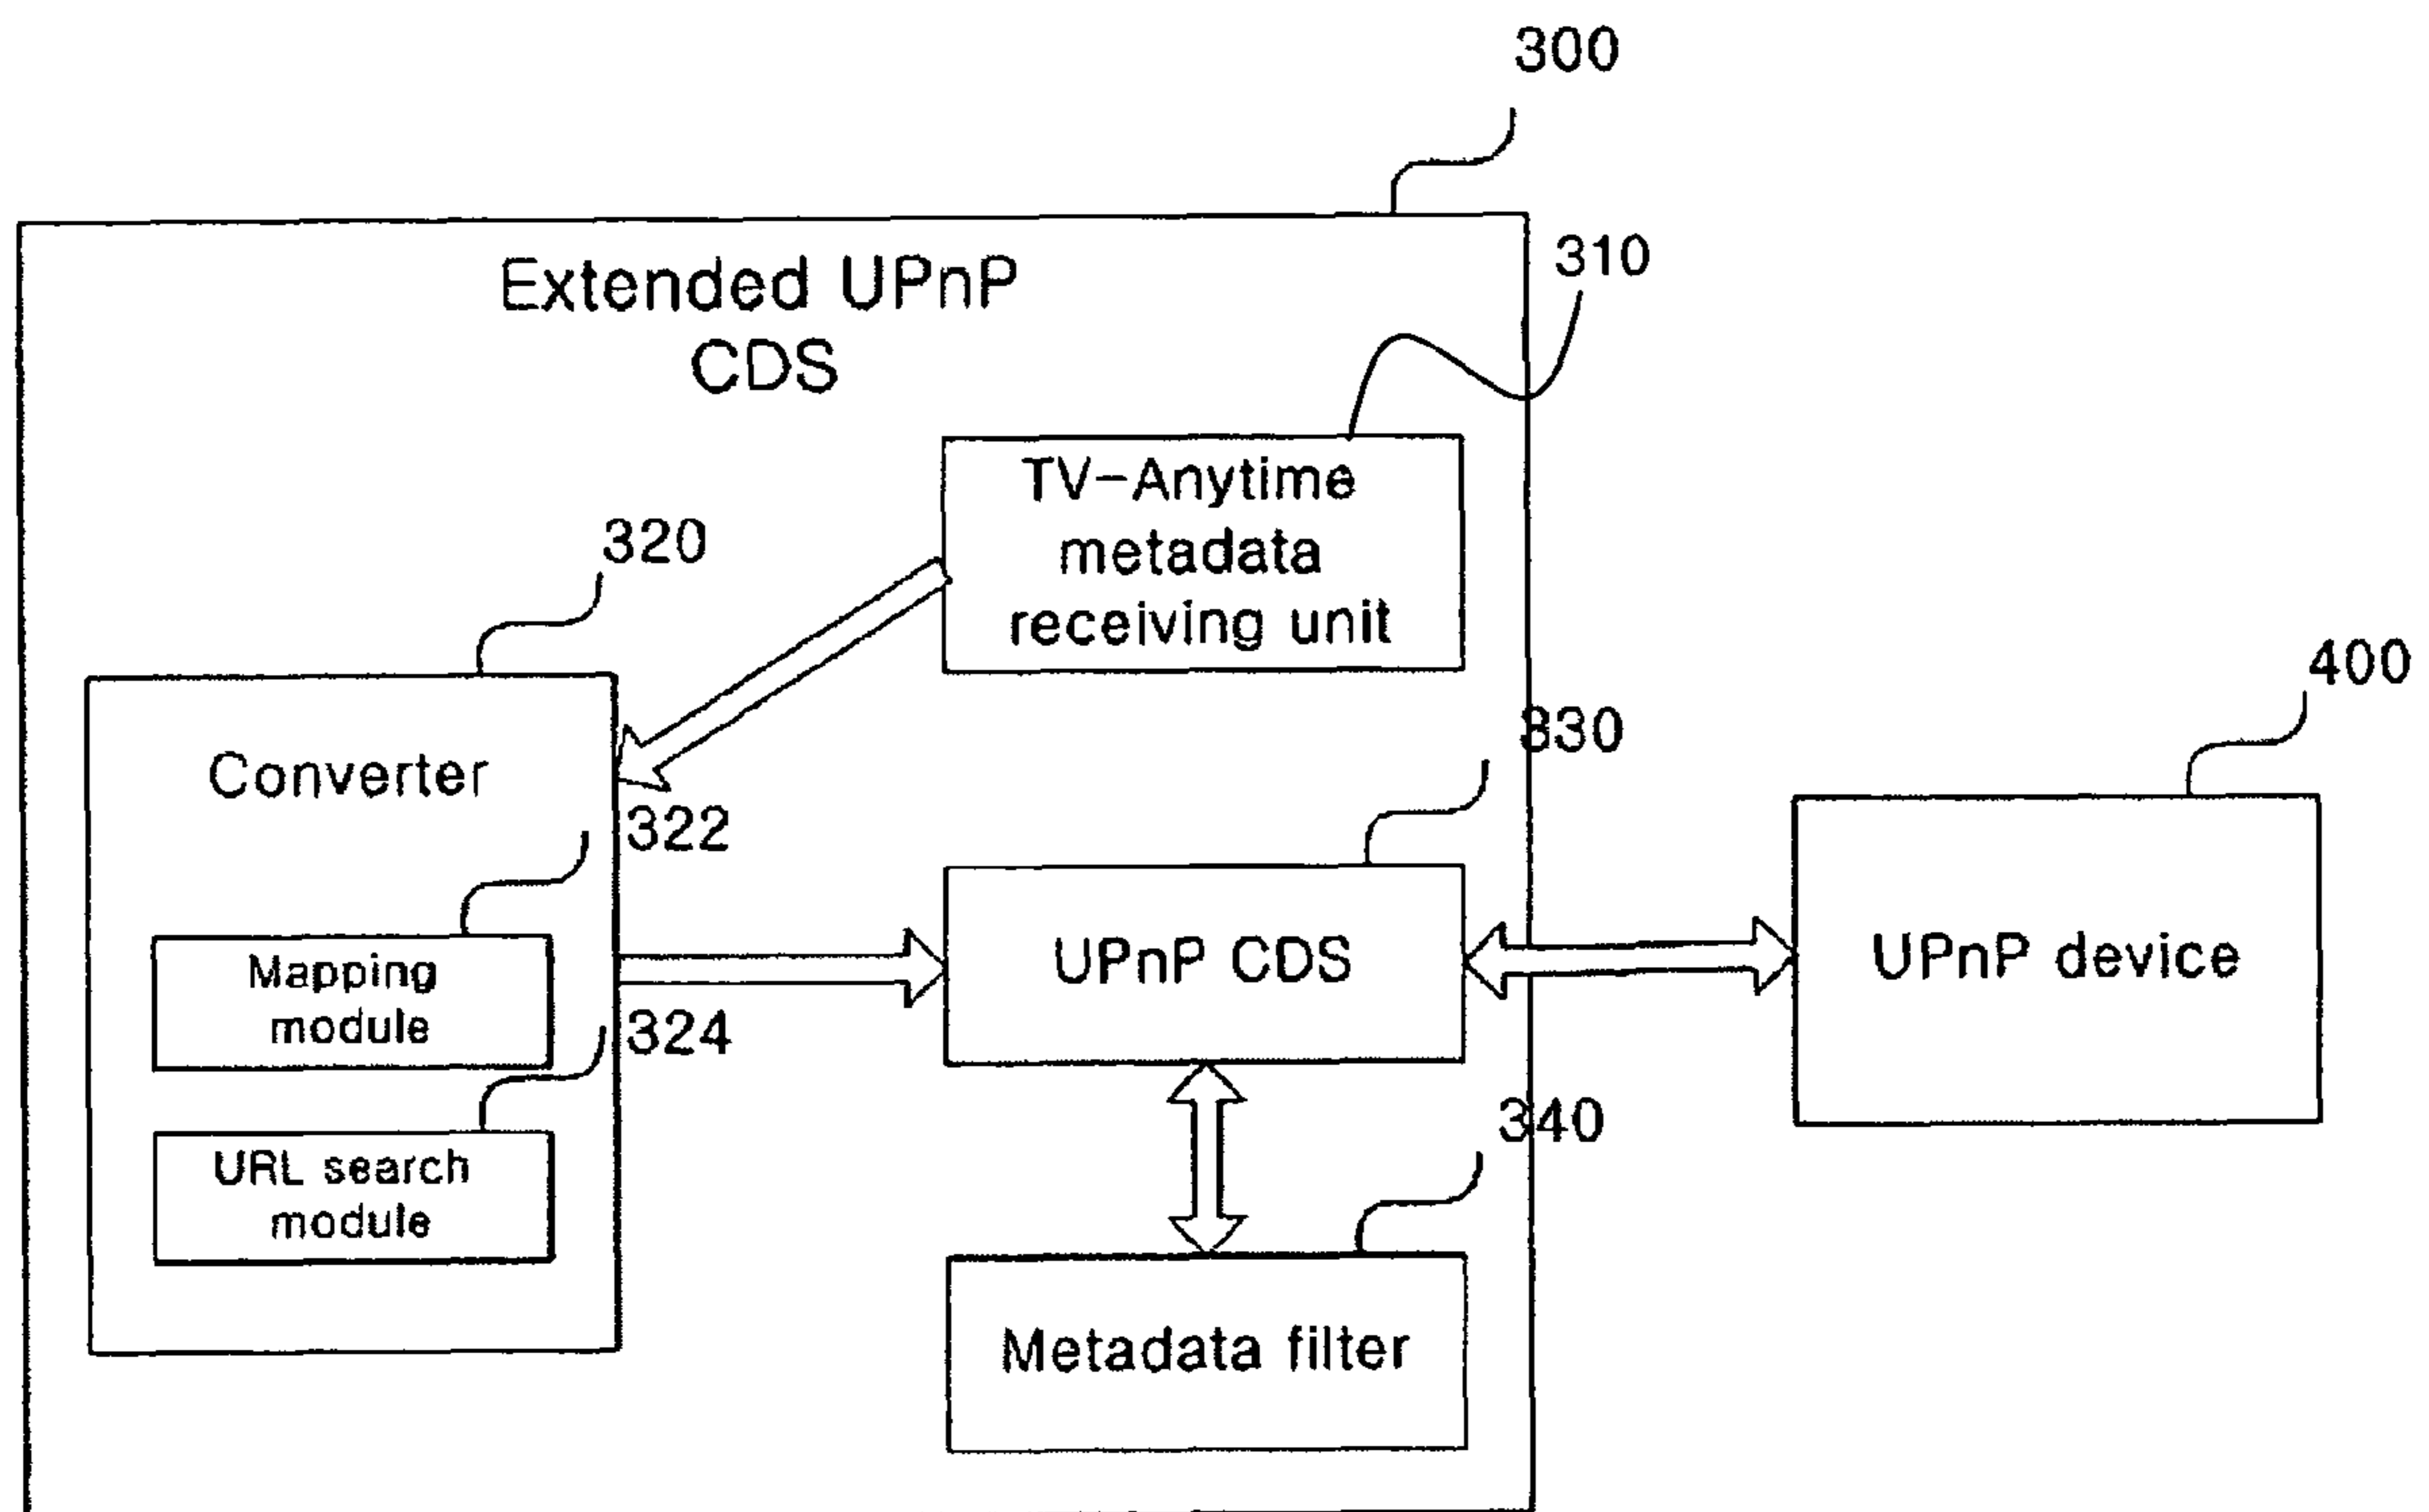 300
Extended UPnP
CDS
310
TV-Anytime
metadata
receiving unit
320
Converter
322
Mapping
module
324
URL search
module
330
UPnP CDS
340
Metadata filter
400
UPnP device